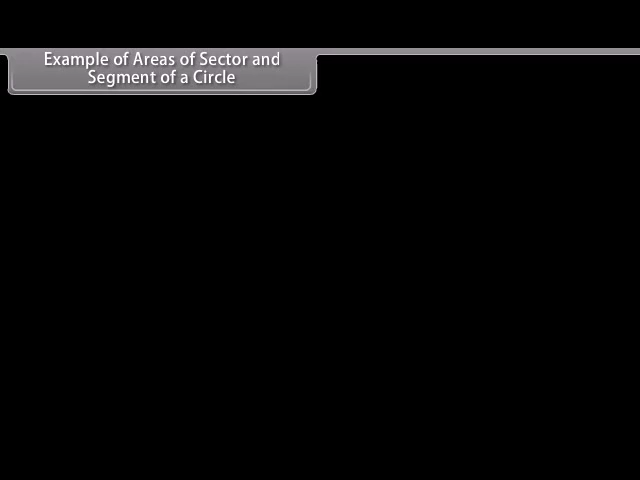 Example of Areas of Sector and
Segment of a Circle